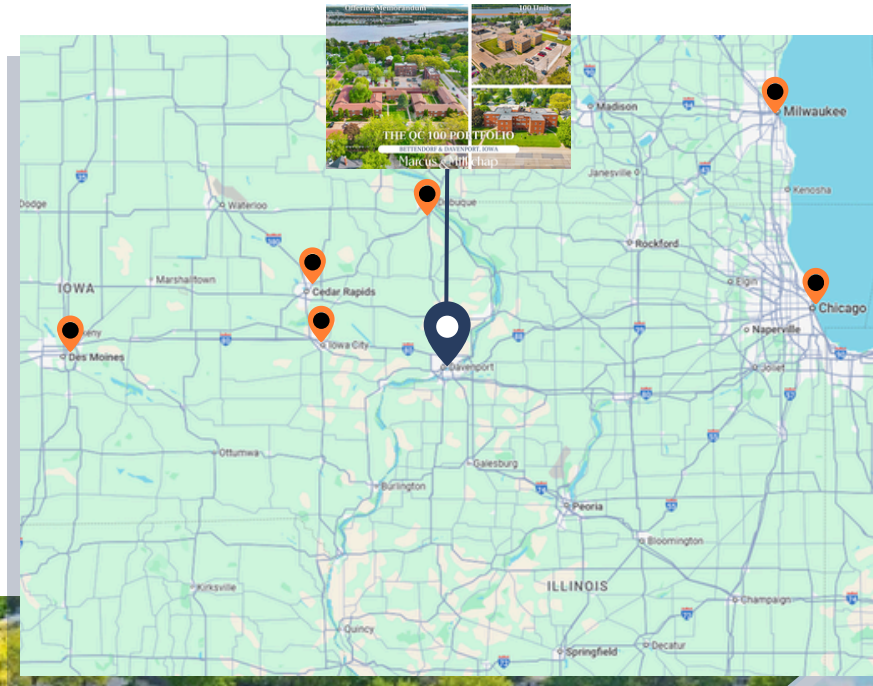 Offering Memorandum
100 Units
THE QC 100 PORTFOLIO
BETTENDORF & DAVENPORT, IOWA
Marcus & Millichap
Madison
Milwaukee
Janesville
Kenosha
Dodge
Waterloo
Rockford
Elgin
IOWA
Marshalltown
Cedar Rapids
Chicago
Naperville
Iowa City
Des Moines
Davenport
Joliet
Ottumwa
Galesburg
Burlington
Peoria
Bloomington
ILLINOIS
Kirksville
Champaign
Quincy
Springfield
Decatur